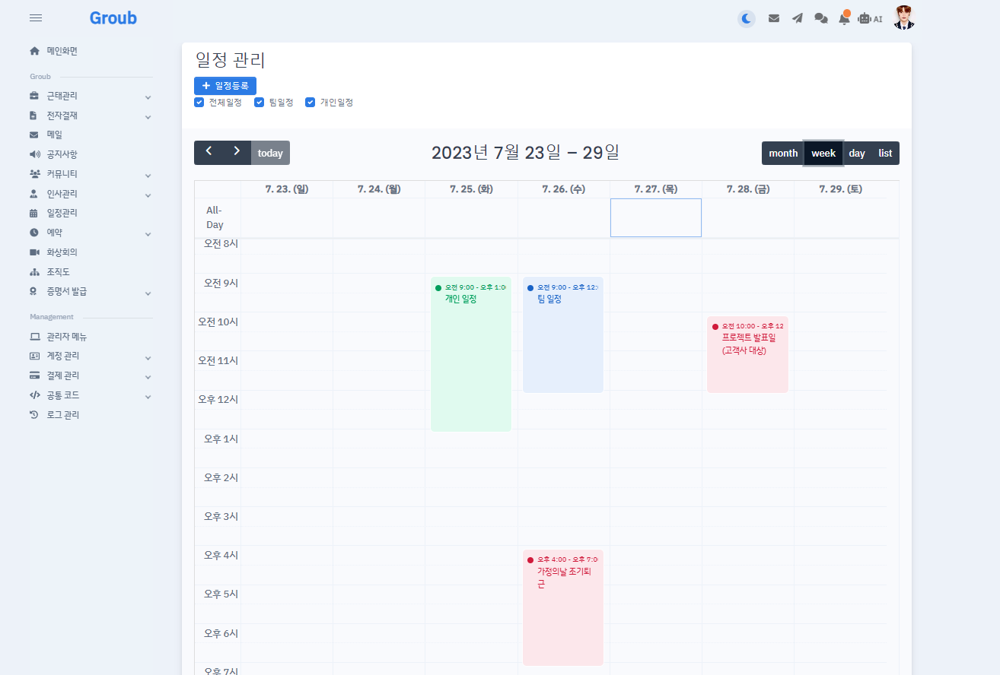 Groub
AI
메인화면
Groub
근태관리
전자결재
메일
공지사항
커뮤니티
인사관리
일정관리
예약
화상회의
조직도
증명서 발급
Management
관리자 메뉴
계정 관리
결제 관리
공통 코드
로그 관리
일정 관리
+ 일정등록
전체일정 팀일정 개인일정
today
2023년 7월 23일 – 29일
month week day list
7. 23. (일) 7. 24. (월) 7. 25. (화) 7. 26. (수) 7. 27. (목) 7. 28. (금) 7. 29. (토)
All-
Day
오전 8시
오전 9시
오전 9:00 - 오후 1:00
개인 일정
오전 9:00 - 오후 12:
팀 일정
오전 10시
오전 10:00 - 오후 12
프로젝트 발표일
(고객사 대상)
오전 11시
오후 12시
오후 1시
오후 2시
오후 3시
오후 4시
오후 4:00 - 오후 7:00
가정의날 조기퇴
근
오후 5시
오후 6시
오후 7시